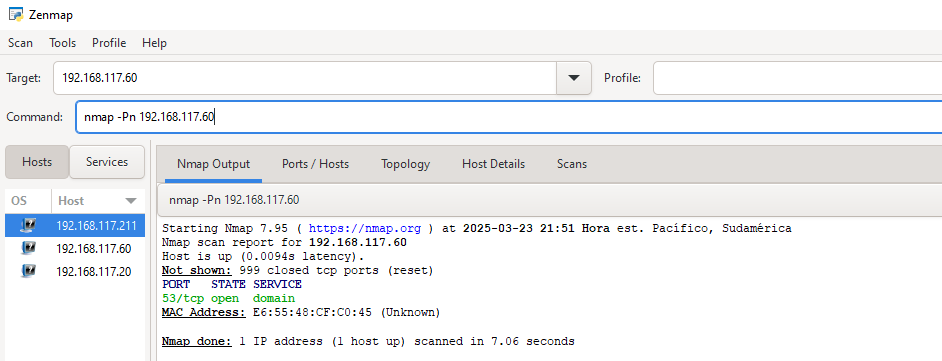 Zenmap
Scan Tools Profile Help
Target: 192.168.117.60 Profile:
Command: nmap -Pn 192.168.117.60
Hosts Services Nmap Output Ports / Hosts Topology Host Details Scans
OS Host
nmap -Pn 192.168.117.60
192.168.117.211
192.168.117.60
192.168.117.20
Starting Nmap 7.95 ( https://nmap.org ) at 2025-03-23 21:51 Hora est. Pacífico, Sudamérica
Nmap scan report for 192.168.117.60
Host is up (0.0094s latency).
Not shown: 999 closed tcp ports (reset)
PORT STATE SERVICE
53/tcp open domain
MAC Address: E6:55:48:CF:C0:45 (Unknown)
Nmap done: 1 IP address (1 host up) scanned in 7.06 seconds